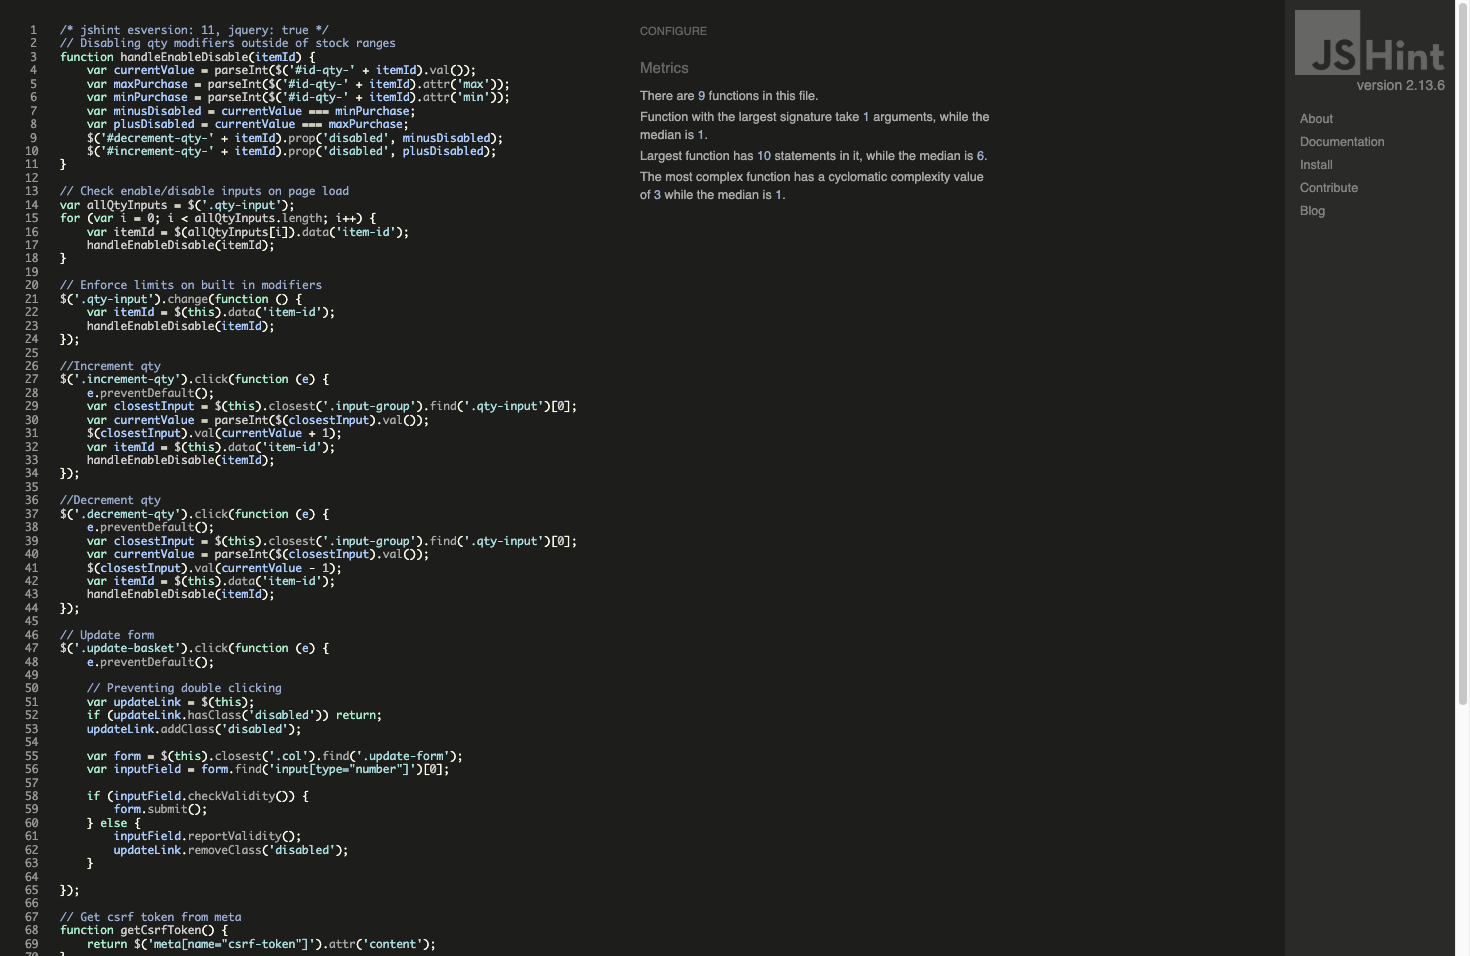 1 /* jshint esversion: 11, jquery: true */
2 // Disabling qty modifiers outside of stock ranges
3 function handleEnableDisable(itemId) {
4     var currentValue = parseInt($('#id-qty-' + itemId).val());
5     var maxPurchase = parseInt($('#id-qty-' + itemId).attr('max'));
6     var minPurchase = parseInt($('#id-qty-' + itemId).attr('min'));
7     var minusDisabled = currentValue === minPurchase;
8     var plusDisabled = currentValue === maxPurchase;
9     $('#decrement-qty-' + itemId).prop('disabled', minusDisabled);
10     $('#increment-qty-' + itemId).prop('disabled', plusDisabled);
11 }
12
13 // Check enable/disable inputs on page load
14 var allQtyInputs = $('.qty-input');
15 for (var i = 0; i < allQtyInputs.length; i++) {
16     var itemId = $(allQtyInputs[i]).data('item-id');
17     handleEnableDisable(itemId);
18 }
19
20 // Enforce limits on built in modifiers
21 $('.qty-input').change(function () {
22     var itemId = $(this).data('item-id');
23     handleEnableDisable(itemId);
24 });
25
26 //Increment qty
27 $('.increment-qty').click(function (e) {
28     e.preventDefault();
29     var closestInput = $(this).closest('.input-group').find('.qty-input')[0];
30     var currentValue = parseInt($(closestInput).val());
31     $(closestInput).val(currentValue + 1);
32     var itemId = $(this).data('item-id');
33     handleEnableDisable(itemId);
34 });
35
36 //Decrement qty
37 $('.decrement-qty').click(function (e) {
38     e.preventDefault();
39     var closestInput = $(this).closest('.input-group').find('.qty-input')[0];
40     var currentValue = parseInt($(closestInput).val());
41     $(closestInput).val(currentValue - 1);
42     var itemId = $(this).data('item-id');
43     handleEnableDisable(itemId);
44 });
45
46 // Update form
47 $('.update-basket').click(function (e) {
48     e.preventDefault();
49
50     // Preventing double clicking
51     var updateLink = $(this);
52     if (updateLink.hasClass('disabled')) return;
53     updateLink.addClass('disabled');
54
55     var form = $(this).closest('.col').find('.update-form');
56     var inputField = form.find('input[type="number"]')[0];
57
58     if (inputField.checkValidity()) {
59         form.submit();
60     } else {
61         inputField.reportValidity();
62         updateLink.removeClass('disabled');
63     }
64
65 });
66
67 // Get csrf token from meta
68 function getCsrfToken() {
69     return $('meta[name="csrf-token"]').attr('content');
70 }
CONFIGURE
Metrics
There are 9 functions in this file.
Function with the largest signature take 1 arguments, while the
median is 1.
Largest function has 10 statements in it, while the median is 6.
The most complex function has a cyclomatic complexity value
of 3 while the median is 1.
JSHint
version 2.13.6
About
Documentation
Install
Contribute
Blog